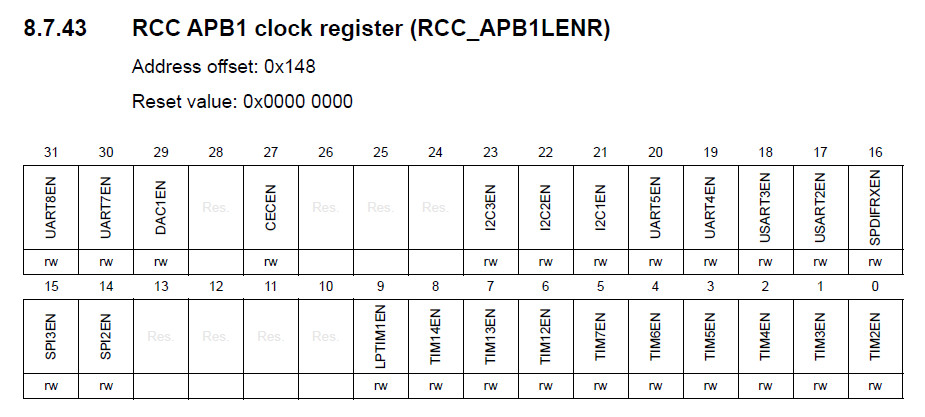 8.7.43 RCC APB1 clock register (RCC_APB1LENR)
Address offset: 0x148
Reset value: 0x0000 0000
31 30 29 28 27 26 25 24 23 22 21 20 19 18 17 16
UART8EN UART7EN DAC1EN Res. CECEN Res. Res. Res. I2C3EN I2C2EN I2C1EN UART5EN UART4EN USART3EN USART2EN SPDIFRXEN
rw rw rw rw rw rw rw rw rw rw rw rw
15 14 13 12 11 10 9 8 7 6 5 4 3 2 1 0
SPI3EN SPI2EN Res. Res. Res. Res. LPTIM1EN TIM14EN TIM13EN TIM12EN TIM7EN TIM6EN TIM5EN TIM4EN TIM3EN TIM2EN
rw rw rw rw rw rw rw rw rw rw rw rw